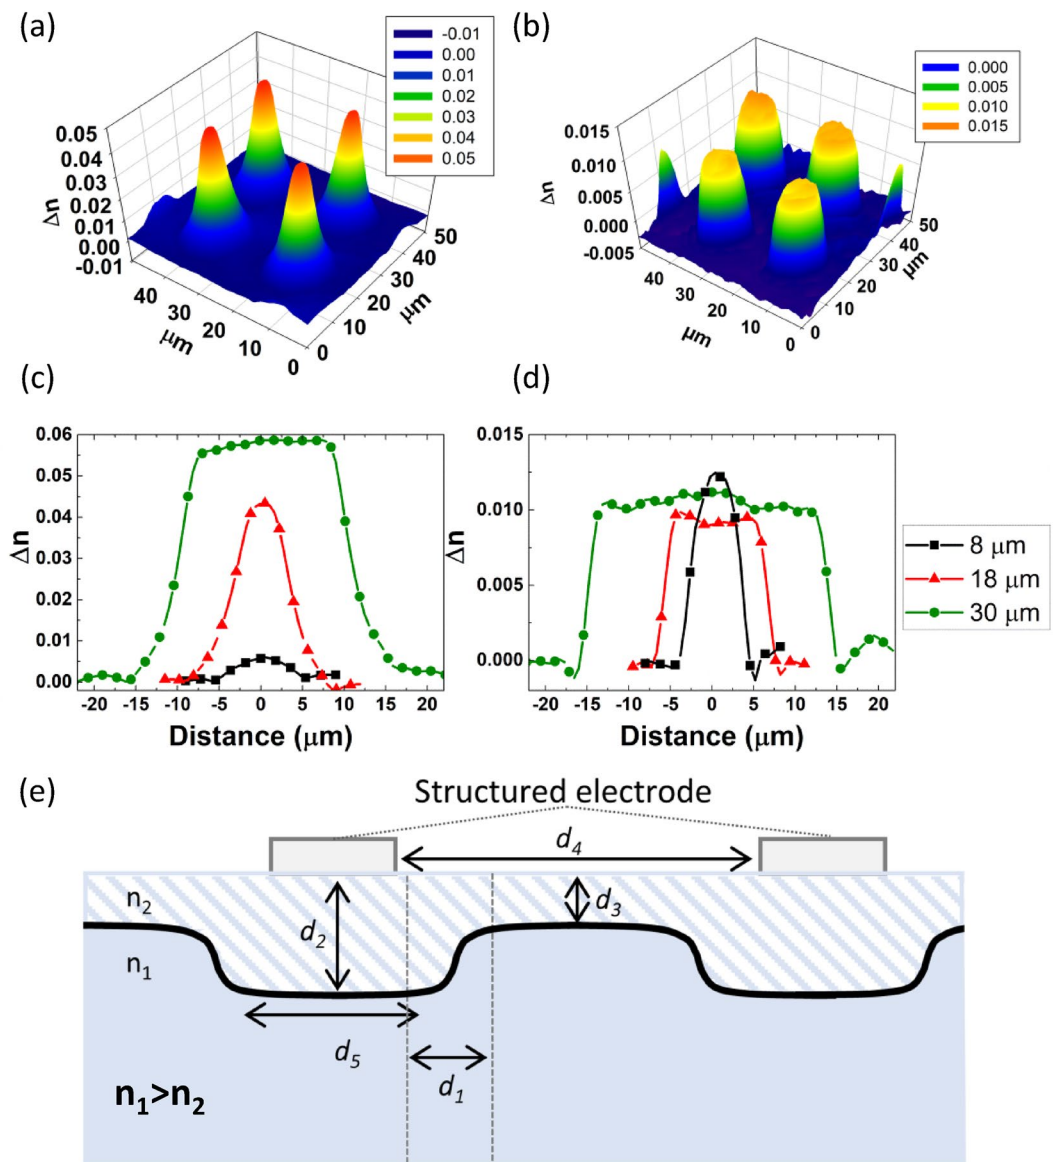 (a)
-0.01
0.00
0.01
0.02
0.03
0.04
0.05
0.05
0.04
0.03
0.02
0.01
0.00
-0.01
Δn
40
30
20
10
0
μm
50
40
30
20
10
0
μm
(b)
0.000
0.005
0.010
0.015
0.015
0.010
0.005
0.000
-0.005
Δn
40
30
20
10
0
μm
50
40
30
20
10
0
μm
(c)
0.06
0.05
0.04
0.03
0.02
0.01
0.00
Δn
-20 -15 -10 -5 0 5 10 15 20
Distance (μm)
(d)
0.015
0.010
0.005
0.000
Δn
-20 -15 -10 -5 0 5 10 15 20
Distance (μm)
8 μm
18 μm
30 μm
(e)
Structured electrode
d4
n2
d2
d3
n1
d5
d1
n1>n2